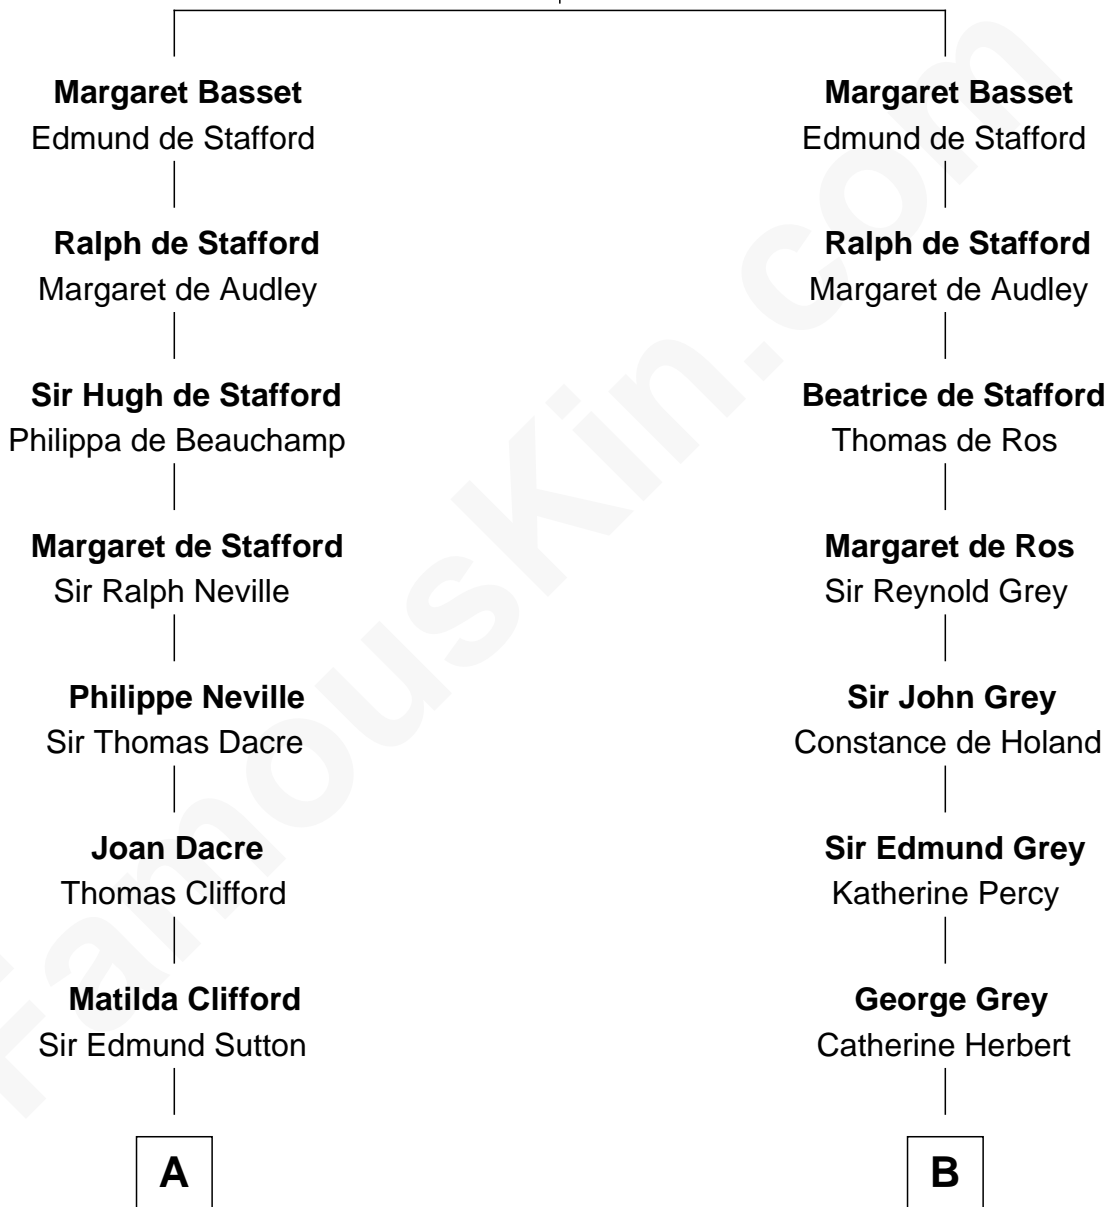 Margaret Basset
Edmund de Stafford
Ralph de Stafford
Margaret de Audley
Sir Hugh de Stafford
Philippa de Beauchamp
Margaret de Stafford
Sir Ralph Neville
Philippe Neville
Sir Thomas Dacre
Joan Dacre
Thomas Clifford
Matilda Clifford
Sir Edmund Sutton
A
Margaret Basset
Edmund de Stafford
Ralph de Stafford
Margaret de Audley
Beatrice de Stafford
Thomas de Ros
Margaret de Ros
Sir Reynold Grey
Sir John Grey
Constance de Holand
Sir Edmund Grey
Katherine Percy
George Grey
Catherine Herbert
B
FamousKin.com